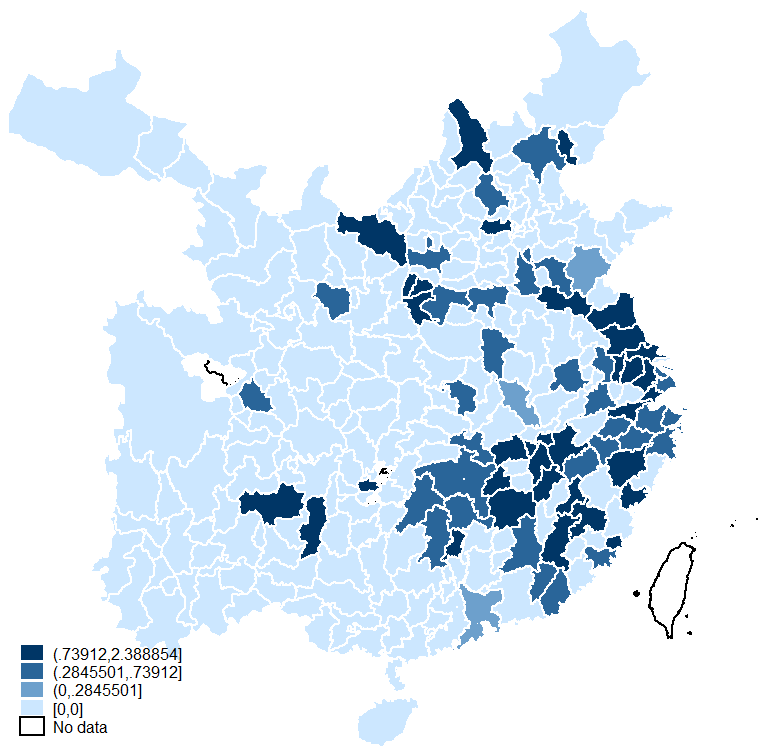 (.73912,2.388854]
(.2845501,.73912]
(0,.2845501]
[0,0]
No data